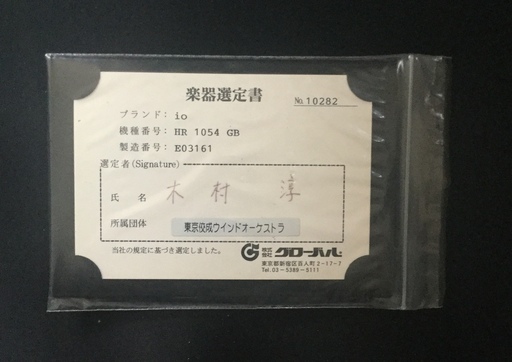 楽器選定書
No. 10282
ブランド: io
機種番号: HR 1054 GB
製造番号: E03161
選定者(Signature)
氏 名 木 村 淳
所属団体 東京佼成ウインドオーケストラ
当社の規定に基づき選定しました。
株式会社 グローバル
東京都新宿区百人町2-17-7
Tel.03-5389-5111